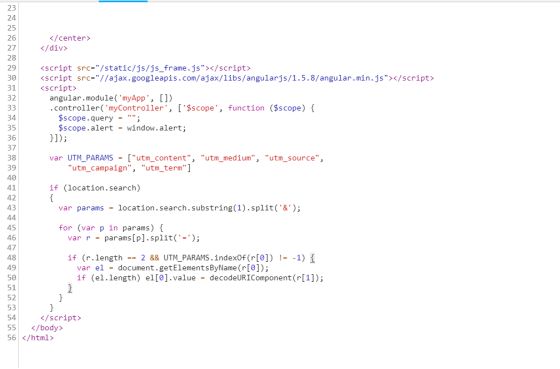 23
24
25
26 </center>
27 </div>
28
29 <script src="/static/js/js_frame.js"></script>
30 <script src="//ajax.googleapis.com/ajax/libs/angularjs/1.5.8/angular.min.js"></script>
31 <script>
32 angular.module('myApp', [])
33 .controller('myController', ['$scope', function ($scope) {
34 $scope.query = "";
35 $scope.alert = window.alert;
36 }]);
37
38 var UTM_PARAMS = ["utm_content", "utm_medium", "utm_source",
39 "utm_campaign", "utm_term"]
40
41 if (location.search)
42 {
43 var params = location.search.substring(1).split('&');
44
45 for (var p in params) {
46 var r = params[p].split('=');
47
48 if (r.length == 2 && UTM_PARAMS.indexOf(r[0]) != -1) {
49 var el = document.getElementsByName(r[0]);
50 if (el.length) el[0].value = decodeURIComponent(r[1]);
51 }
52 }
53 }
54 </script>
55 </body>
56 </html>